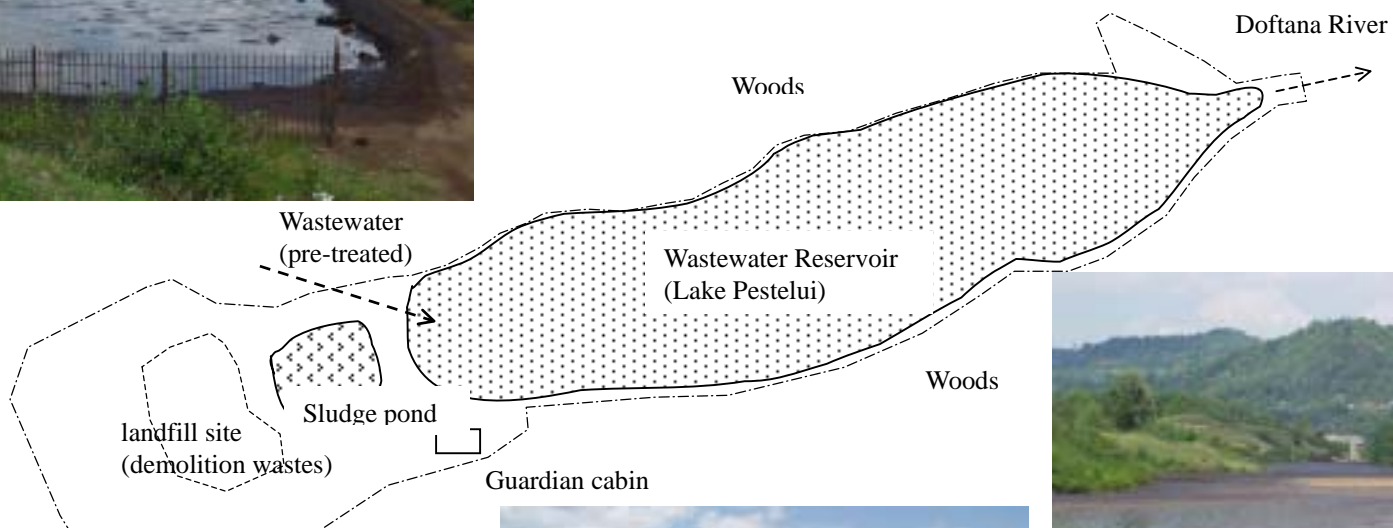 Doftana River
Woods
Wastewater
(pre-treated)
Wastewater Reservoir
(Lake Pestelui)
Woods
Sludge pond
landfill site
(demolition wastes)
Guardian cabin